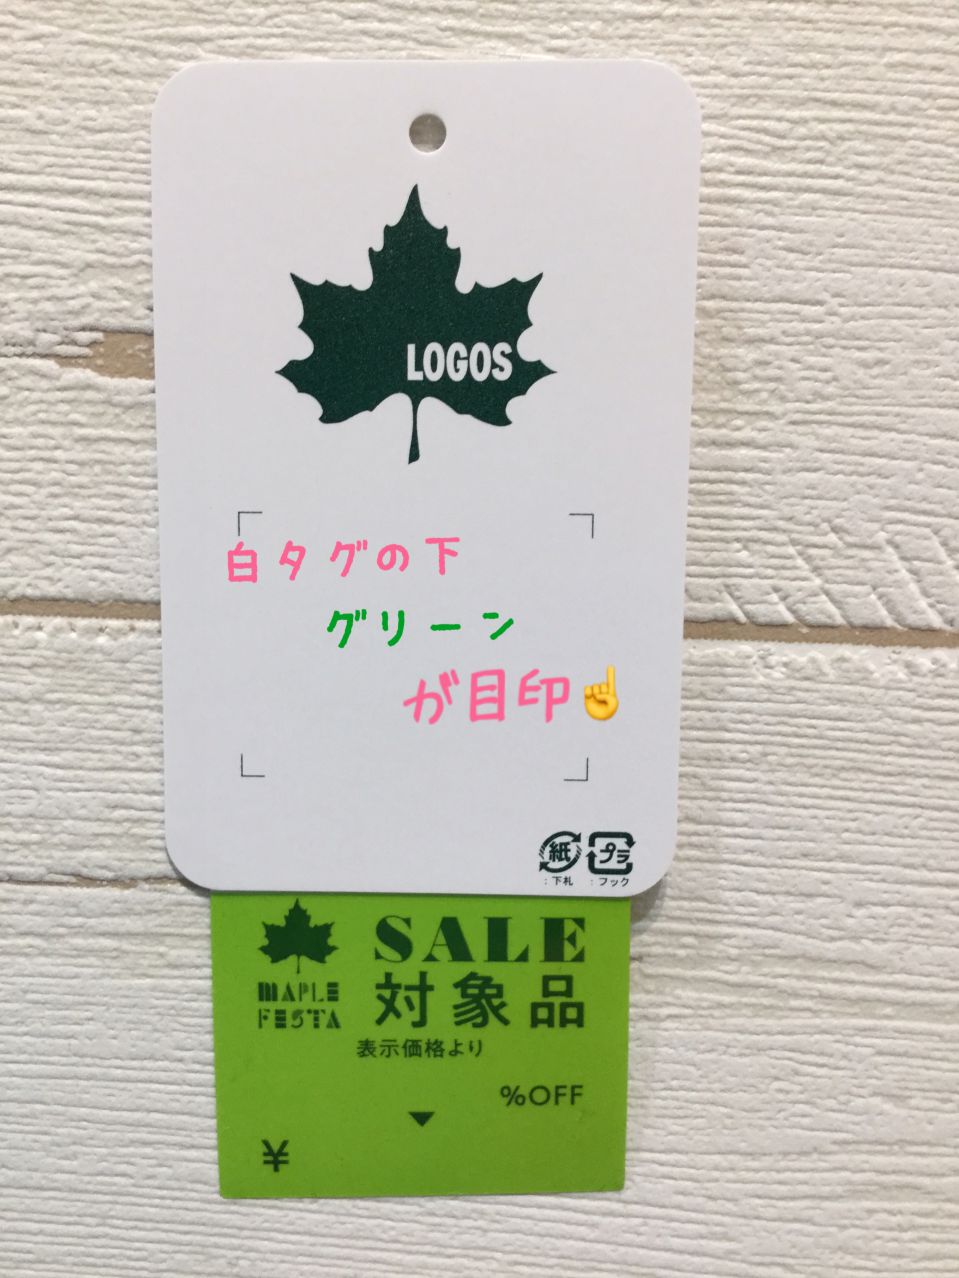 LOGOS
白タグの下
グリーン
が目印☝
紙 プラ
:下札 :フック
SALE
MAPLE
FESTA
対象品
表示価格より
%OFF
▼
¥